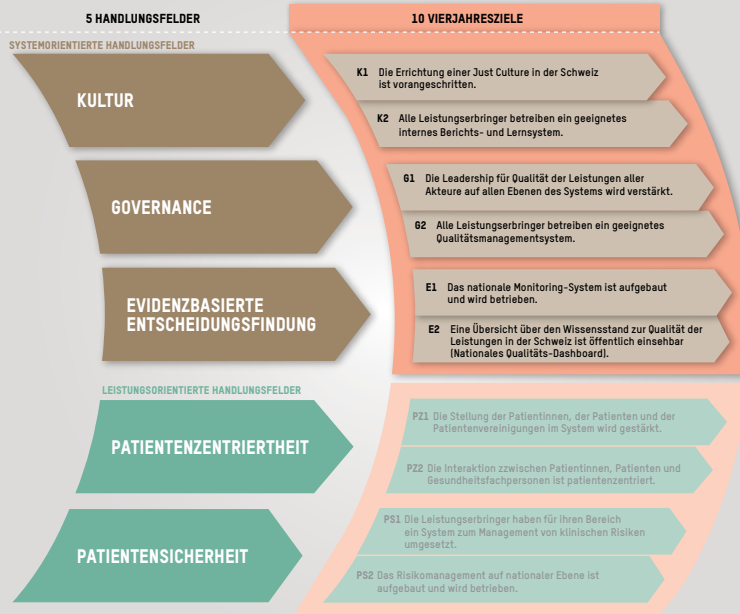 5 HANDLUNGSFELDER
10 VIERJAHRESZIELE
SYSTEMORIENTIERTE HANDLUNGSFELDER
KULTUR
K1 Die Errichtung einer Just Culture in der Schweiz
ist vorangeschritten.
K2 Alle Leistungserbringer betreiben ein geeignetes
internes Berichts- und Lernsystem.
GOVERNANCE
G1 Die Leadership für Qualität der Leistungen aller
Akteure auf allen Ebenen des Systems wird verstärkt.
G2 Alle Leistungserbringer betreiben ein geeignetes
Qualitätsmanagementsystem.
EVIDENZBASIERTE
ENTSCHEIDUNGSFINDUNG
E1 Das nationale Monitoring-System ist aufgebaut
und wird betrieben.
E2 Eine Übersicht über den Wissensstand zur Qualität der
Leistungen in der Schweiz ist öffentlich einsehbar
(Nationales Qualitäts-Dashboard).
LEISTUNGSORIENTIERTE HANDLUNGSFELDER
PATIENTENZENTRIERTHEIT
PZ1 Die Stellung der Patientinnen, der Patienten und der
Patientenvereinigungen im System wird gestärkt.
PZ2 Die Interaktion zzwischen Patientinnen, Patienten und
Gesundheitsfachpersonen ist patientenzentriert.
PATIENTENSICHERHEIT
PS1 Die Leistungserbringer haben für ihren Bereich
ein System zum Management von klinischen Risiken
umgesetzt.
PS2 Das Risikomanagement auf nationaler Ebene ist
aufgebaut und wird betrieben.